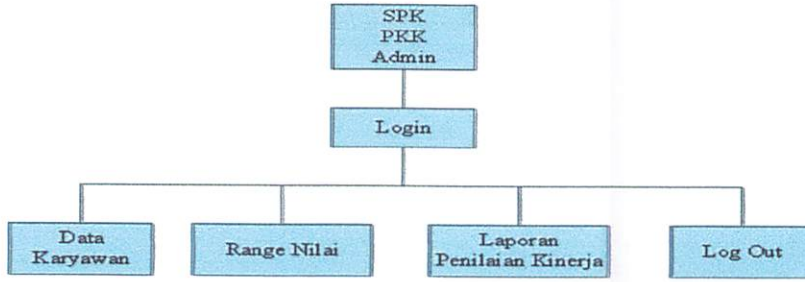 SPK
PKK
Admin
Login
Data
Karyawan
Range Nilai
Laporan
Penilaian Kinerja
Log Out